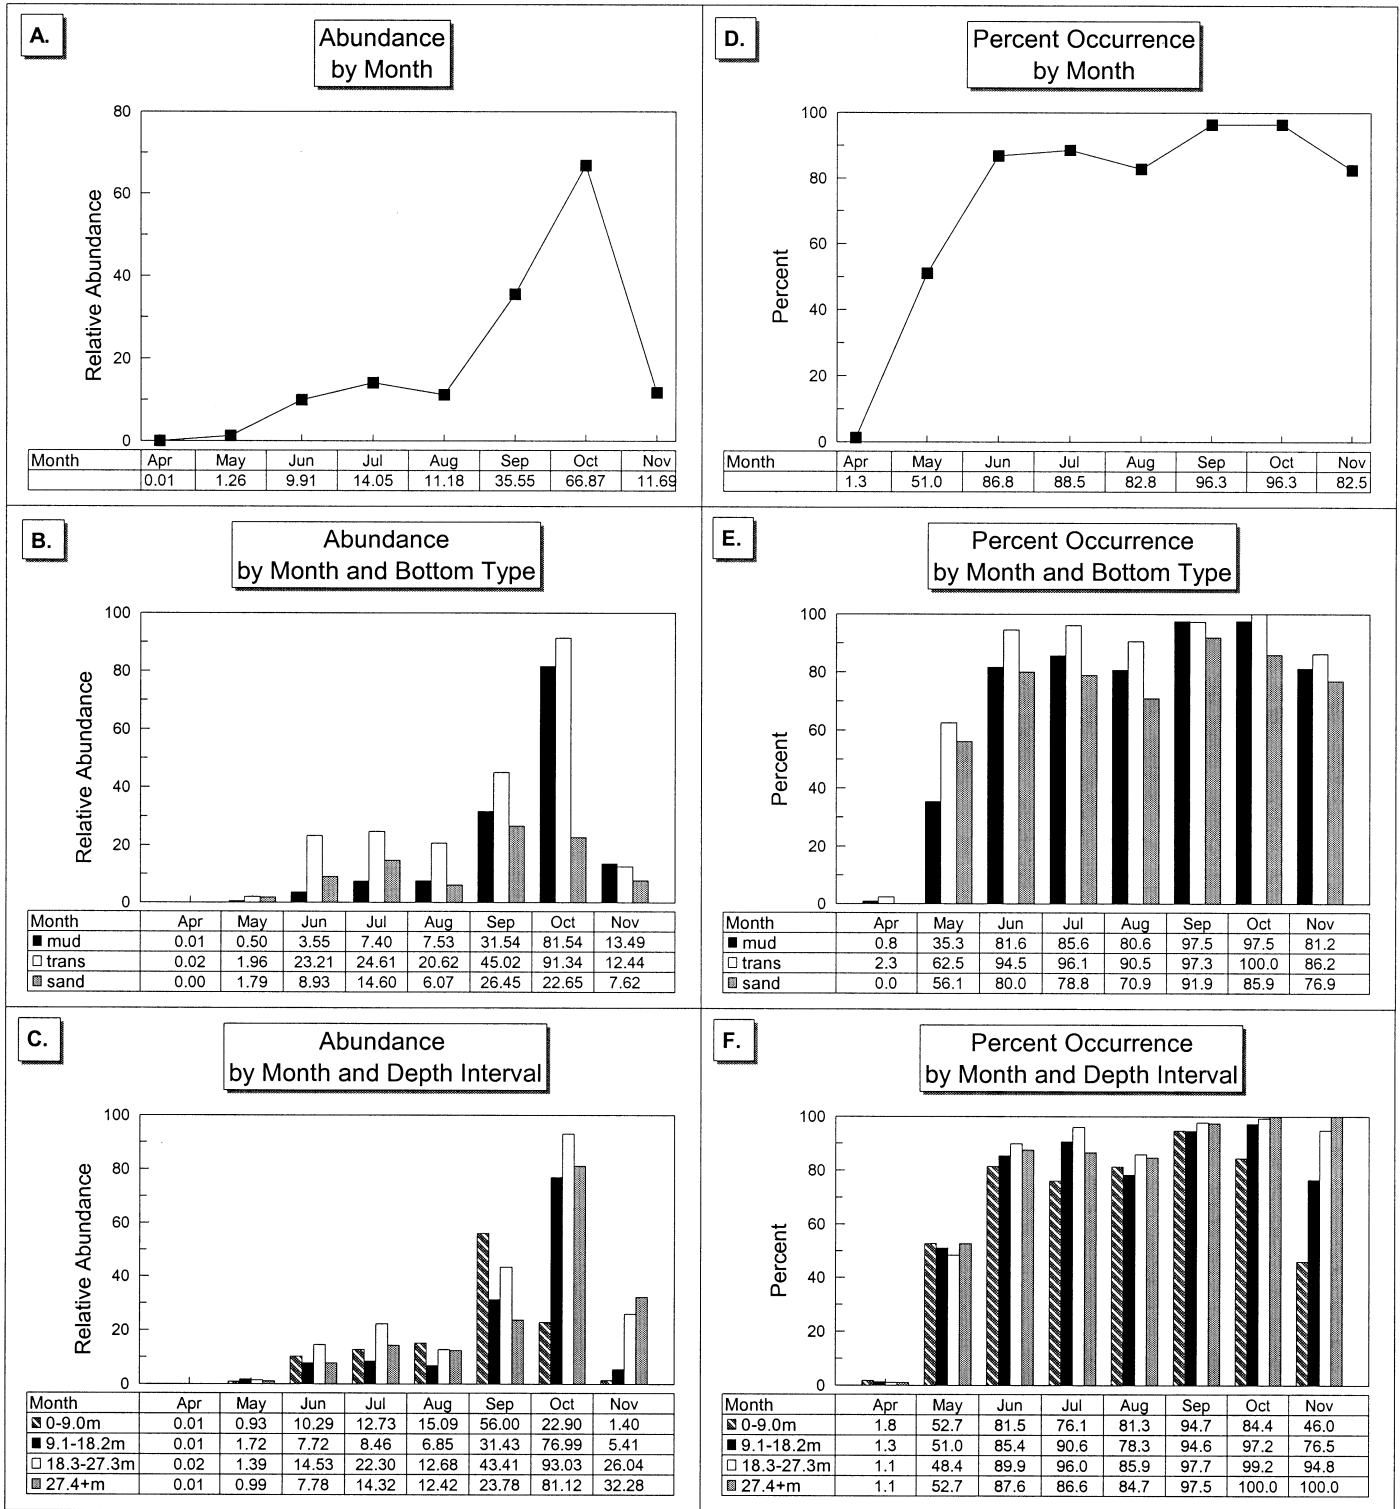 A.
Abundance
by Month
80
60
40
20
0
Relative Abundance
Month Apr May Jun Jul Aug Sep Oct Nov
0.01 1.26 9.91 14.05 11.18 35.55 66.87 11.69
D.
Percent Occurrence
by Month
100
80
60
40
20
0
Percent
Month Apr May Jun Jul Aug Sep Oct Nov
1.3 51.0 86.8 88.5 82.8 96.3 96.3 82.5
B.
Abundance
by Month and Bottom Type
100
80
60
40
20
0
Relative Abundance
Month Apr May Jun Jul Aug Sep Oct Nov
mud 0.01 0.50 3.55 7.40 7.53 31.54 81.54 13.49
trans 0.02 1.96 23.21 24.61 20.62 45.02 91.34 12.44
sand 0.00 1.79 8.93 14.60 6.07 26.45 22.65 7.62
E.
Percent Occurrence
by Month and Bottom Type
100
80
60
40
20
0
Percent
Month Apr May Jun Jul Aug Sep Oct Nov
mud 0.8 35.3 81.6 85.6 80.6 97.5 97.5 81.2
trans 2.3 62.5 94.5 96.1 90.5 97.3 100.0 86.2
sand 0.0 56.1 80.0 78.8 70.9 91.9 85.9 76.9
C.
Abundance
by Month and Depth Interval
100
80
60
40
20
0
Relative Abundance
Month Apr May Jun Jul Aug Sep Oct Nov
0-9.0m 0.01 0.93 10.29 12.73 15.09 56.00 22.90 1.40
9.1-18.2m 0.01 1.72 7.72 8.46 6.85 31.43 76.99 5.41
18.3-27.3m 0.02 1.39 14.53 22.30 12.68 43.41 93.03 26.04
27.4+m 0.01 0.99 7.78 14.32 12.42 23.78 81.12 32.28
F.
Percent Occurrence
by Month and Depth Interval
100
80
60
40
20
0
Percent
Month Apr May Jun Jul Aug Sep Oct Nov
0-9.0m 1.8 52.7 81.5 76.1 81.3 94.7 84.4 46.0
9.1-18.2m 1.3 51.0 85.4 90.6 78.3 94.6 97.2 76.5
18.3-27.3m 1.1 48.4 89.9 96.0 85.9 97.7 99.2 94.8
27.4+m 1.1 52.7 87.6 86.6 84.7 97.5 100.0 100.0